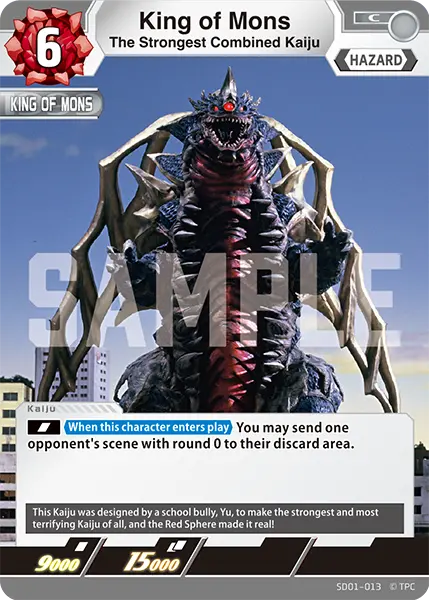 6
King of Mons
The Strongest Combined Kaiju
C
HAZARD
KING OF MONS
SAMPLE
Kaiju
When this character enters play You may send one
opponent's scene with round 0 to their discard area.
This Kaiju was designed by a school bully, Yu, to make the strongest and most
terrifying Kaiju of all, and the Red Sphere made it real!
9000 15000
SD01-013 © TPC